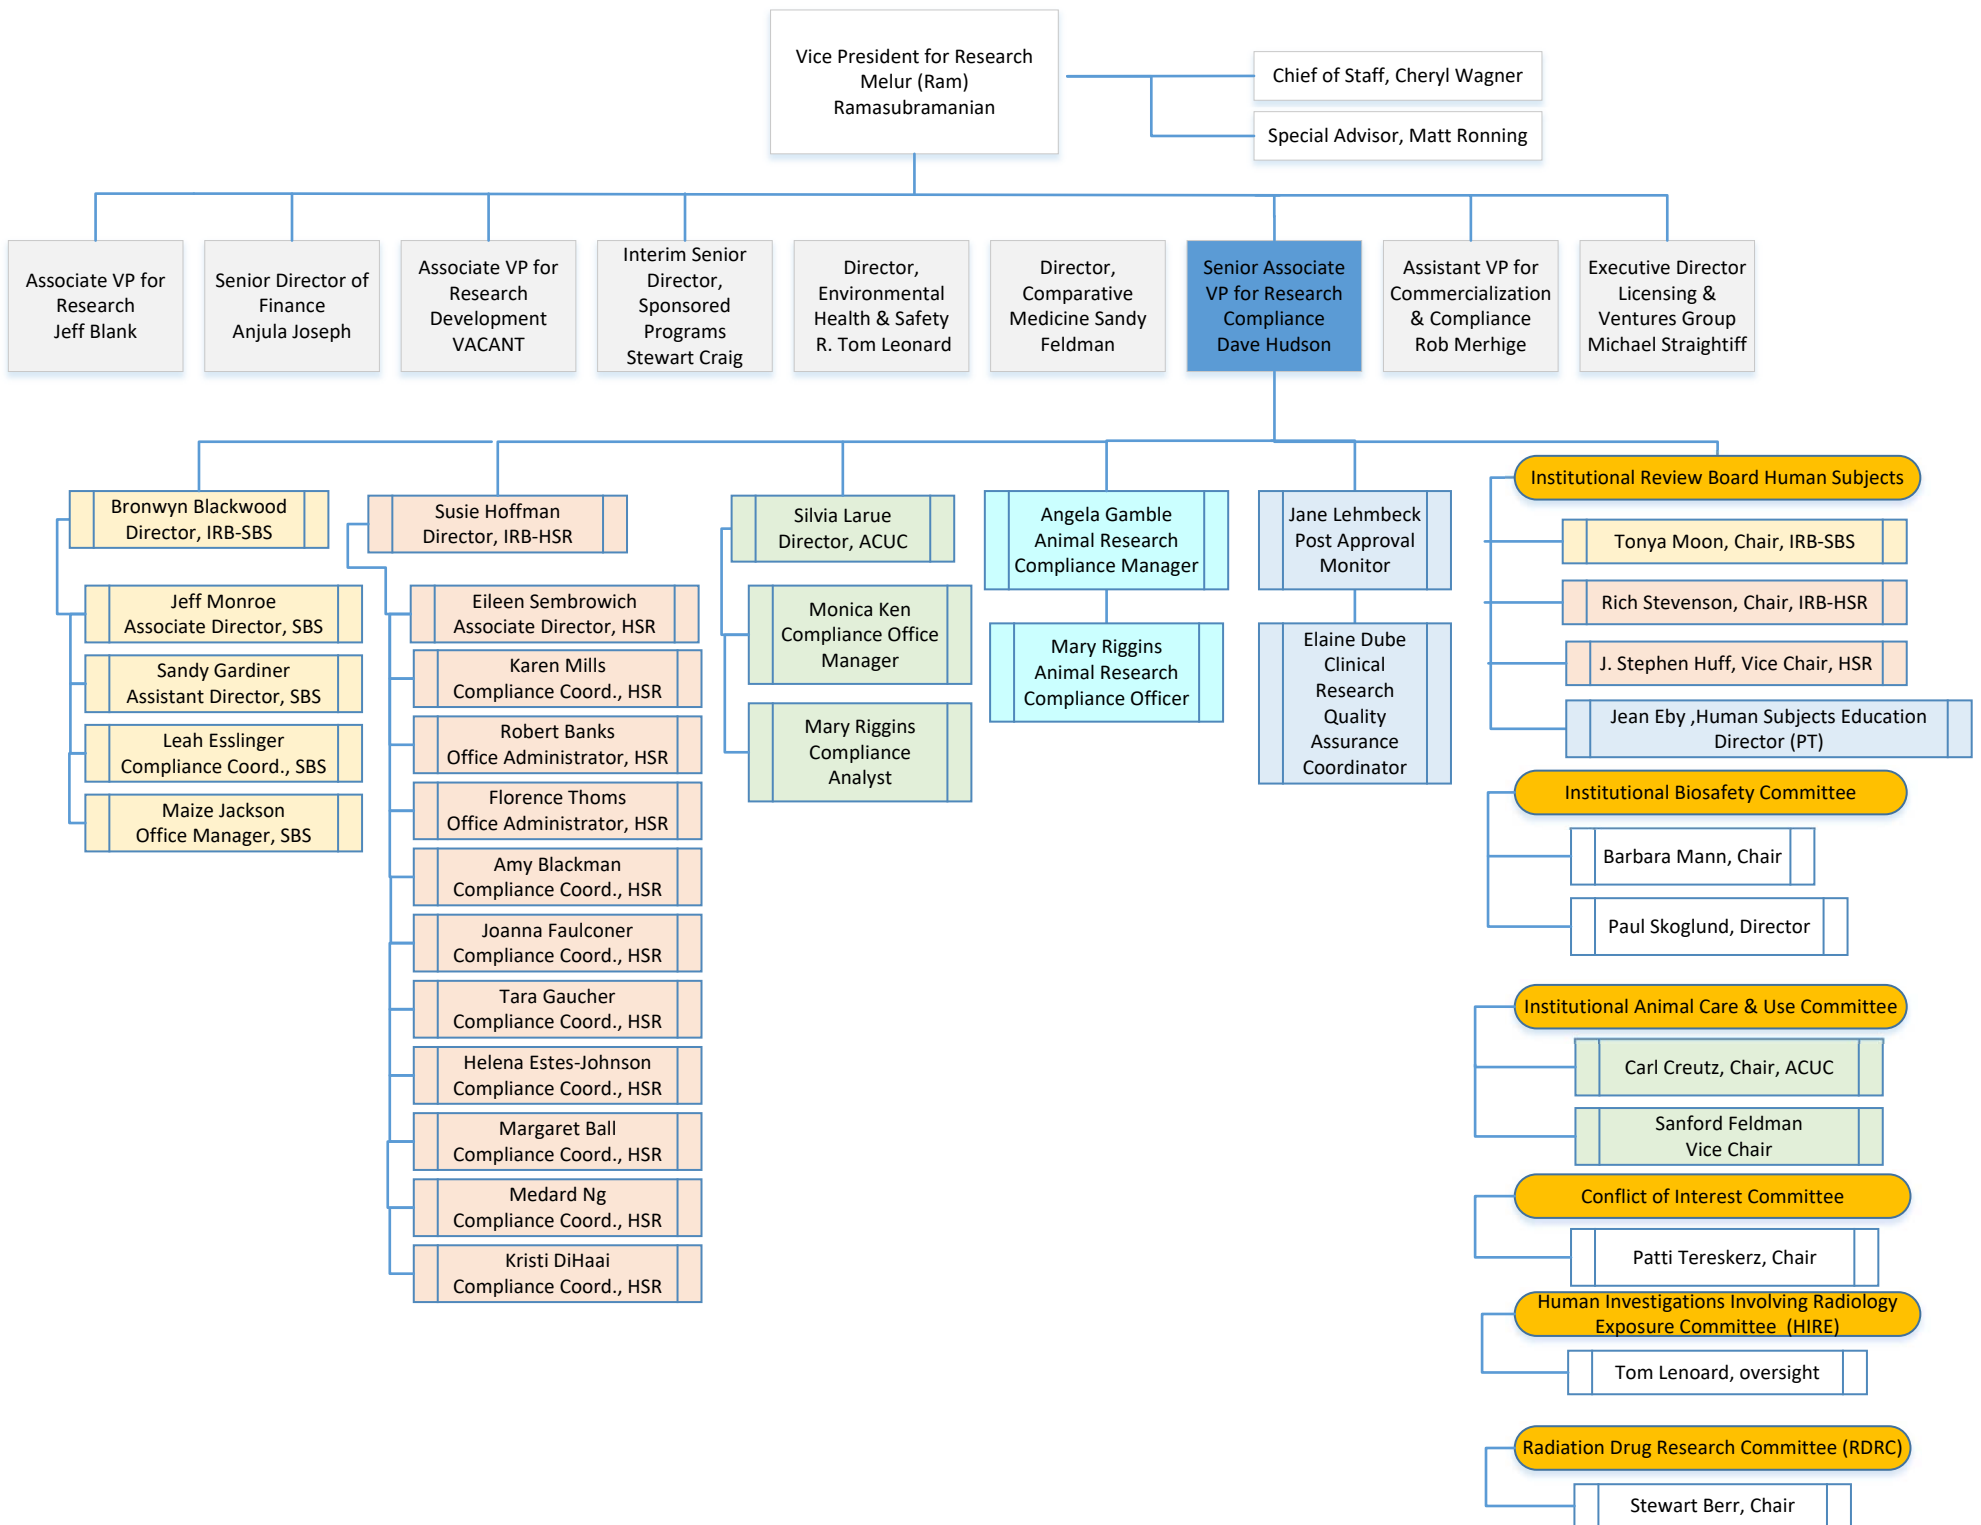 Vice President for Research
Melur (Ram)
Ramasubramanian
Chief of Staff, Cheryl Wagner
Special Advisor, Matt Ronning
Associate VP for
Research
Jeff Blank
Senior Director of
Finance
Anjula Joseph
Associate VP for
Research
Development
VACANT
Interim Senior
Director,
Sponsored
Programs
Stewart Craig
Director,
Environmental
Health & Safety
R. Tom Leonard
Director,
Comparative
Medicine Sandy
Feldman
Senior Associate
VP for Research
Compliance
Dave Hudson
Assistant VP for
Commercialization
& Compliance
Rob Merhige
Executive Director
Licensing &
Ventures Group
Michael Straightiff
Bronwyn Blackwood
Director, IRB-SBS
Jeff Monroe
Associate Director, SBS
Sandy Gardiner
Assistant Director, SBS
Leah Esslinger
Compliance Coord., SBS
Maize Jackson
Office Manager, SBS
Susie Hoffman
Director, IRB-HSR
Eileen Sembrowich
Associate Director, HSR
Karen Mills
Compliance Coord., HSR
Robert Banks
Office Administrator, HSR
Florence Thoms
Office Administrator, HSR
Amy Blackman
Compliance Coord., HSR
Joanna Faulconer
Compliance Coord., HSR
Tara Gaucher
Compliance Coord., HSR
Helena Estes-Johnson
Compliance Coord., HSR
Margaret Ball
Compliance Coord., HSR
Medard Ng
Compliance Coord., HSR
Kristi DiHaai
Compliance Coord., HSR
Silvia Larue
Director, ACUC
Monica Ken
Compliance Office
Manager
Mary Riggins
Compliance
Analyst
Angela Gamble
Animal Research
Compliance Manager
Mary Riggins
Animal Research
Compliance Officer
Jane Lehmbeck
Post Approval
Monitor
Elaine Dube
Clinical
Research
Quality
Assurance
Coordinator
Institutional Review Board Human Subjects
Tonya Moon, Chair, IRB-SBS
Rich Stevenson, Chair, IRB-HSR
J. Stephen Huff, Vice Chair, HSR
Jean Eby ,Human Subjects Education
Director (PT)
Institutional Biosafety Committee
Barbara Mann, Chair
Paul Skoglund, Director
Institutional Animal Care & Use Committee
Carl Creutz, Chair, ACUC
Sanford Feldman
Vice Chair
Conflict of Interest Committee
Patti Tereskerz, Chair
Human Investigations Involving Radiology
Exposure Committee  (HIRE)
Tom Lenoard, oversight
Radiation Drug Research Committee (RDRC)
Stewart Berr, Chair